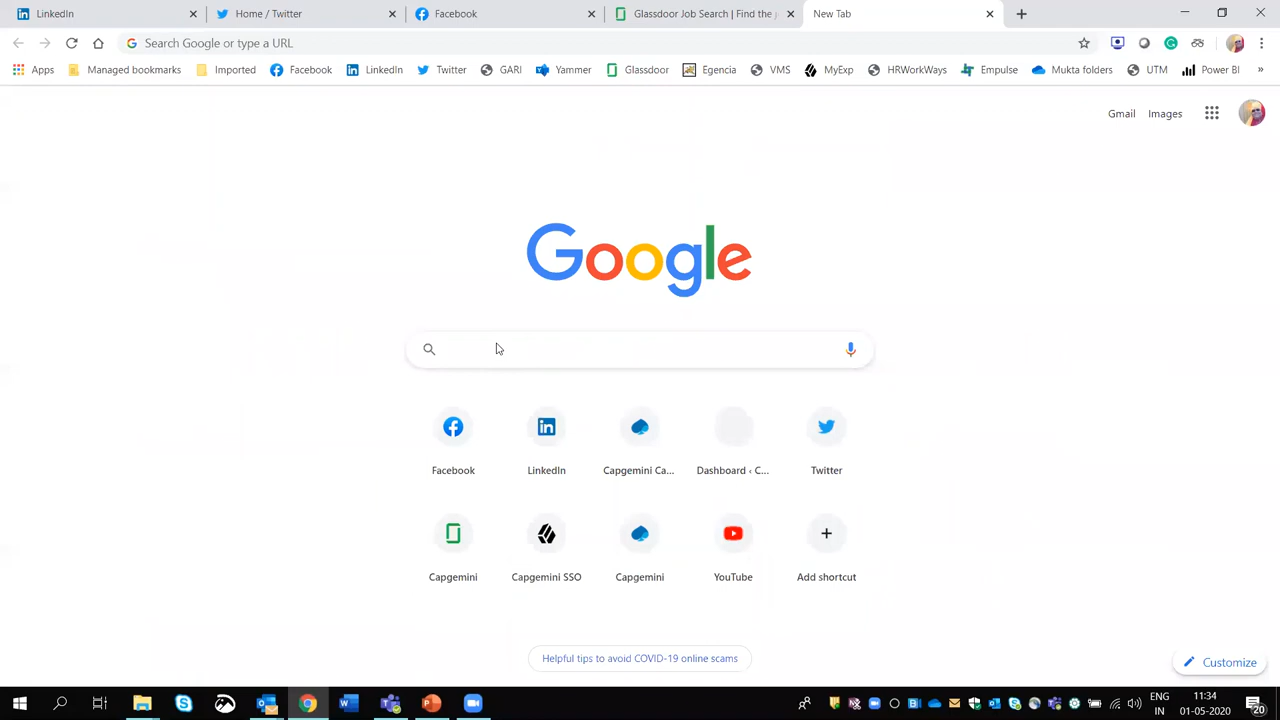 LinkedIn
Home / Twitter
Facebook
Glassdoor Job Search | Find the
New Tab
Search Google or type a URL
Apps
Managed bookmarks
Imported
Facebook
LinkedIn
Twitter
GARI
Yammer
Glassdoor
Egencia
VMS
MyExp
HRWorkWays
Empulse
Mukta folders
UTM
Power BI
»
Gmail
Images
Google
Facebook
LinkedIn
Capgemini Ca...
Dashboard ‹ C...
Twitter
Capgemini
Capgemini SSO
Capgemini
YouTube
Add shortcut
Helpful tips to avoid COVID-19 online scams
Customize
ENG
IN
11:34
01-05-2020
20